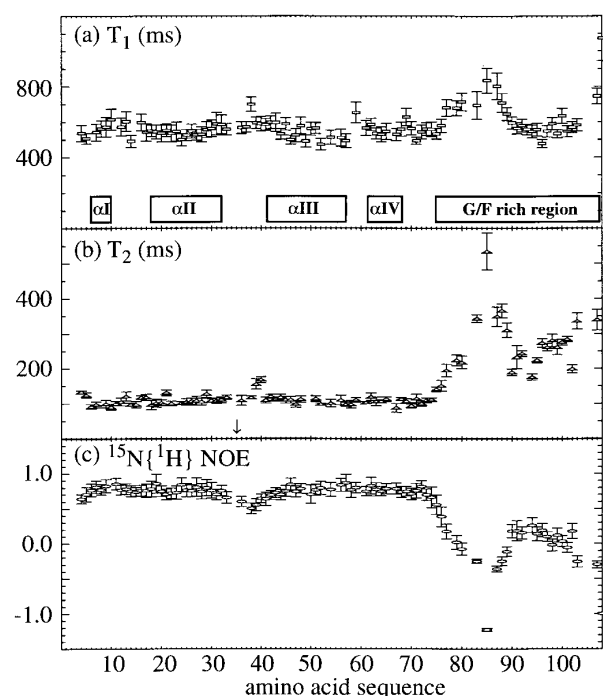 (a) T₁ (ms)
800
400
αI αII αIII αIV G/F rich region
(b) T₂ (ms)
400
200
↓
(c) ¹⁵N{¹H} NOE
1.0
0.0
-1.0
10 20 30 40 50 60 70 80 90 100
amino acid sequence